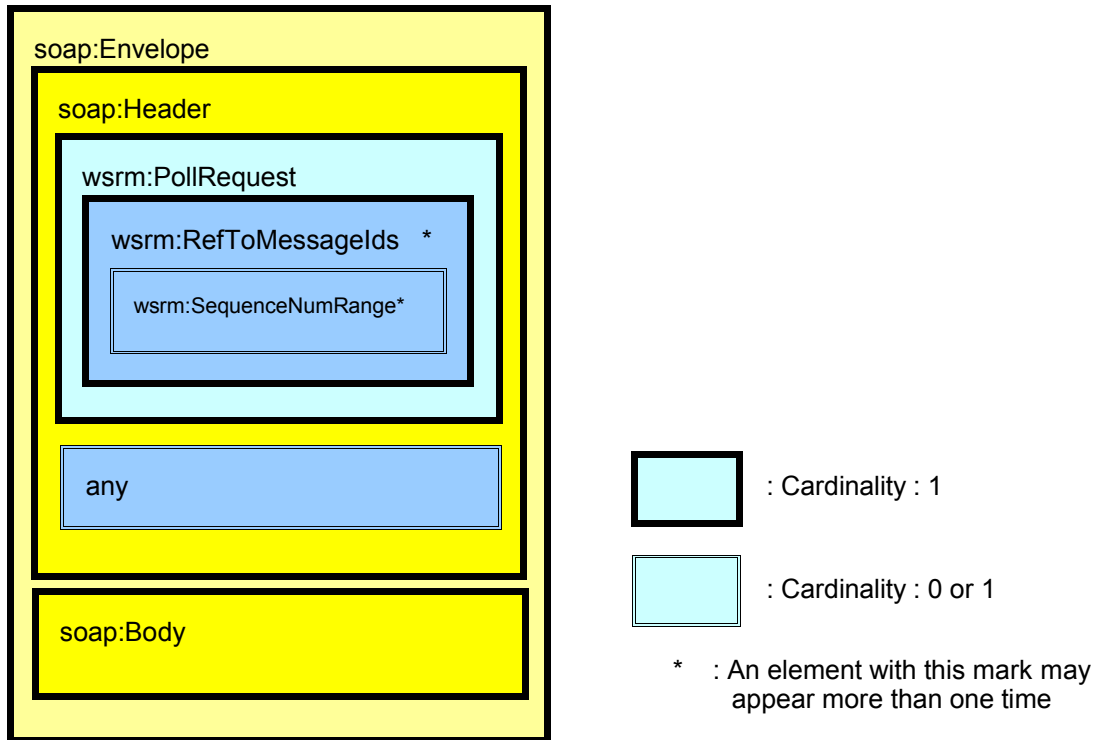 soap:Envelope
soap:Header
wsrm:PollRequest
wsrm:RefToMessageIds *
wsrm:SequenceNumRange*
any
soap:Body
: Cardinality : 1
: Cardinality : 0 or 1
* : An element with this mark may
appear more than one time